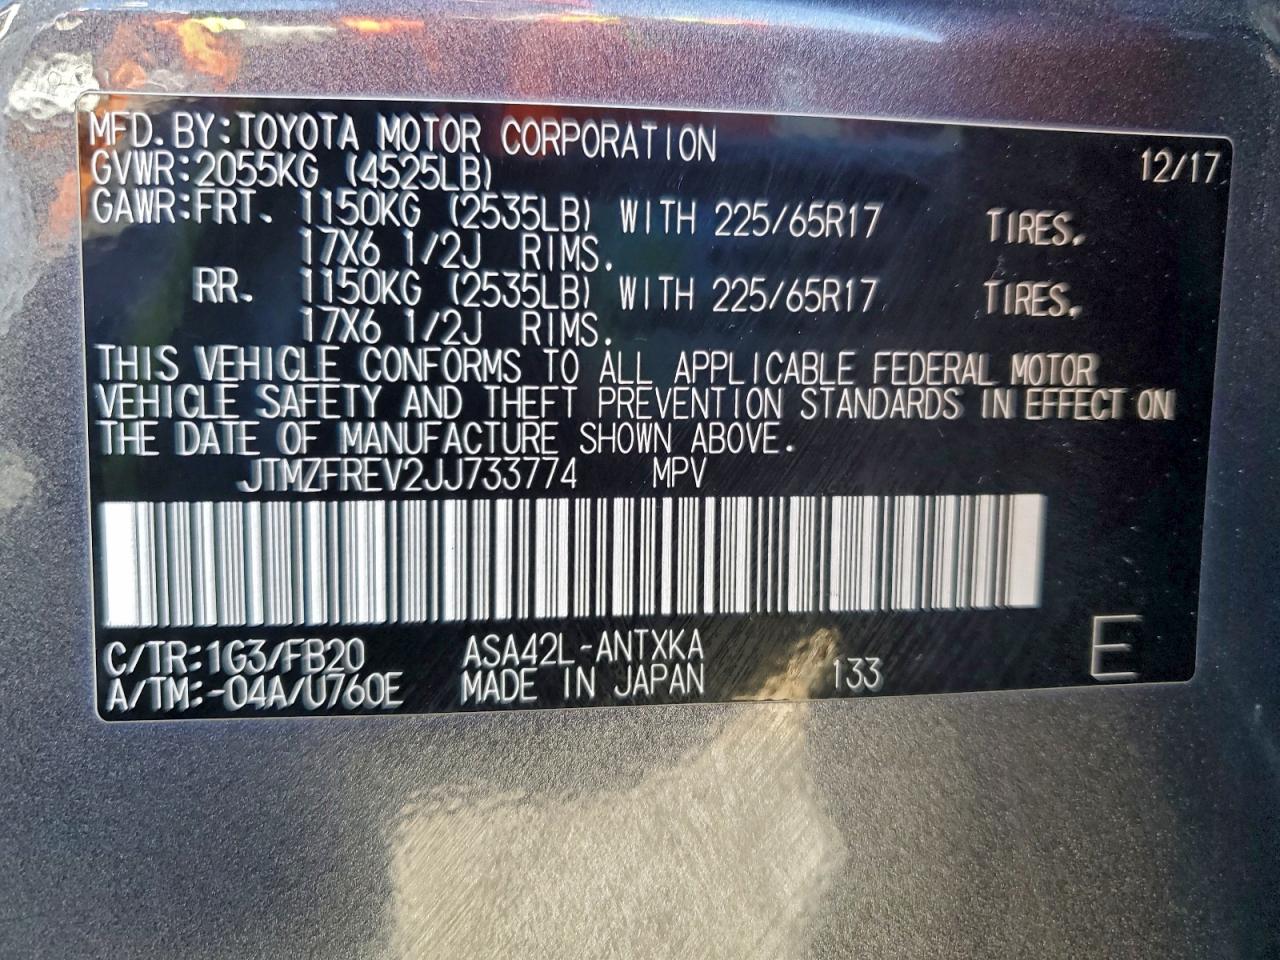 MFD.BY:TOYOTA MOTOR CORPORATION 12/17
GVWR:2055KG (4525LB)
GAWR:FRT. 1150KG (2535LB) WITH 225/65R17 TIRES,
17X6 1/2J RIMS.
RR. 1150KG (2535LB) WITH 225/65R17 TIRES,
17X6 1/2J RIMS.
THIS VEHICLE CONFORMS TO ALL APPLICABLE FEDERAL MOTOR
VEHICLE SAFETY AND THEFT PREVENTION STANDARDS IN EFFECT ON
THE DATE OF MANUFACTURE SHOWN ABOVE.
JTMZFREV2JJ733774 MPV
C/TR:1G3/FB20 ASA42L-ANTXKA
A/TM:-04A/U760E MADE IN JAPAN 133 E